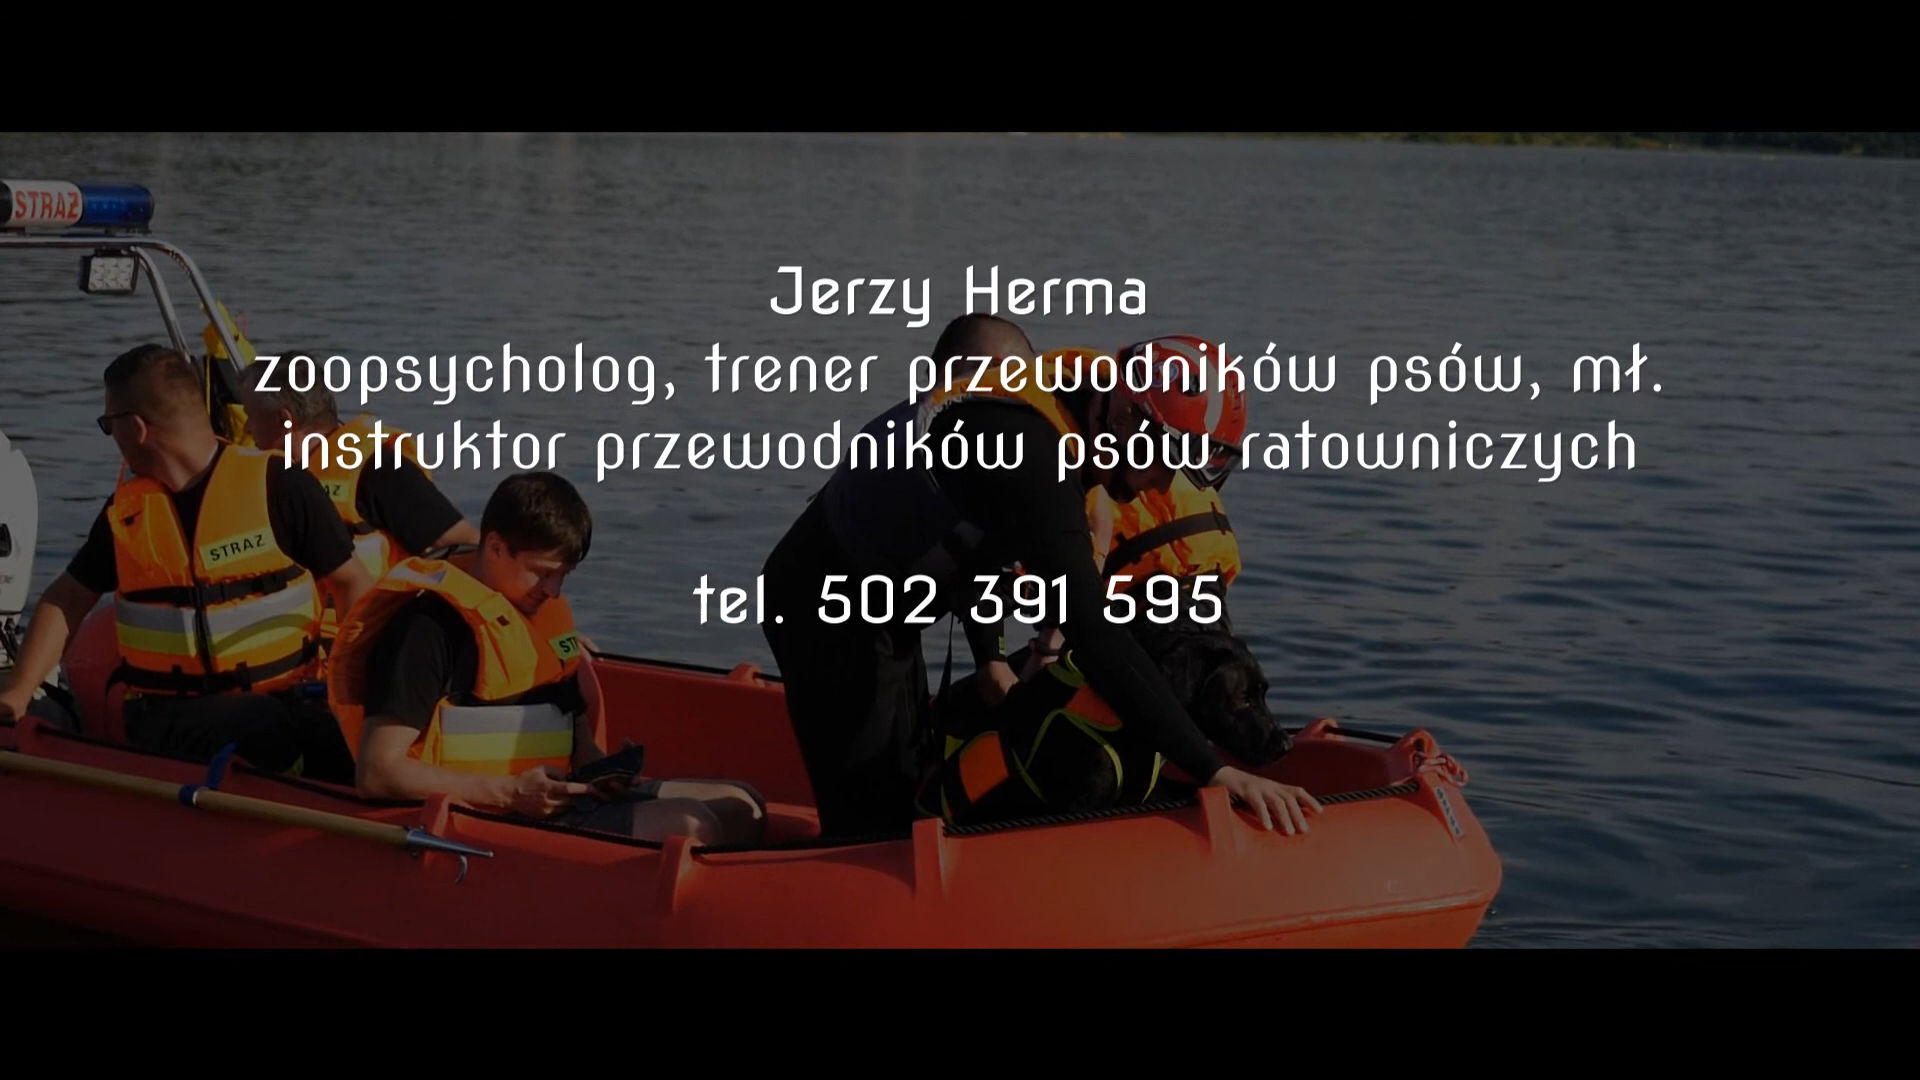 STRAŻ
Jerzy Herma
zoopsycholog, trener przewodników psów, mł.
instruktor przewodników psów ratowniczych
STRAŻ
tel. 502 391 595